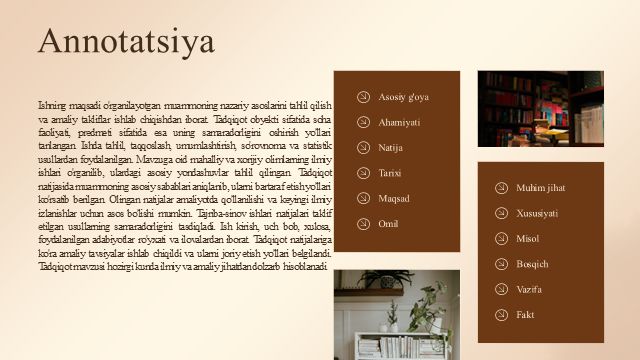 Annotatsiya
Ishning maqsadi o'rganilayotgan muammoning nazariy asoslarini tahlil qilish
va amaliy takliflar ishlab chiqishdan iborat. Tadqiqot obyekti sifatida soha
faoliyati, predmeti sifatida esa uning samaradorligini oshirish yo'llari
tanlangan. Ishda tahlil, taqqoslash, umumlashtirish, so'rovnoma va statistik
usullardan foydalanilgan. Mavzuga oid mahalliy va xorijiy olimlarning ilmiy
ishlari o'rganilib, ulardagi asosiy yondashuvlar tahlil qilingan. Tadqiqot
natijasida muammoning asosiy sabablari aniqlanib, ularni bartaraf etish yo'llari
ko'rsatib berilgan. Olingan natijalar amaliyotda qo'llanilishi va keyingi ilmiy
izlanishlar uchun asos bo'lishi mumkin. Tajriba-sinov ishlari natijalari taklif
etilgan usullarning samaradorligini tasdiqladi. Ish kirish, uch bob, xulosa,
foydalanilgan adabiyotlar ro'yxati va ilovalardan iborat. Tadqiqot natijalariga
ko'ra amaliy tavsiyalar ishlab chiqildi va ularni joriy etish yo'llari belgilandi.
Tadqiqot mavzusi hozirgi kunda ilmiy va amaliy jihatdan dolzarb hisoblanadi.
Asosiy g'oya
Ahamiyati
Natija
Tarixi
Maqsad
Omil
Muhim jihat
Xususiyati
Misol
Bosqich
Vazifa
Fakt